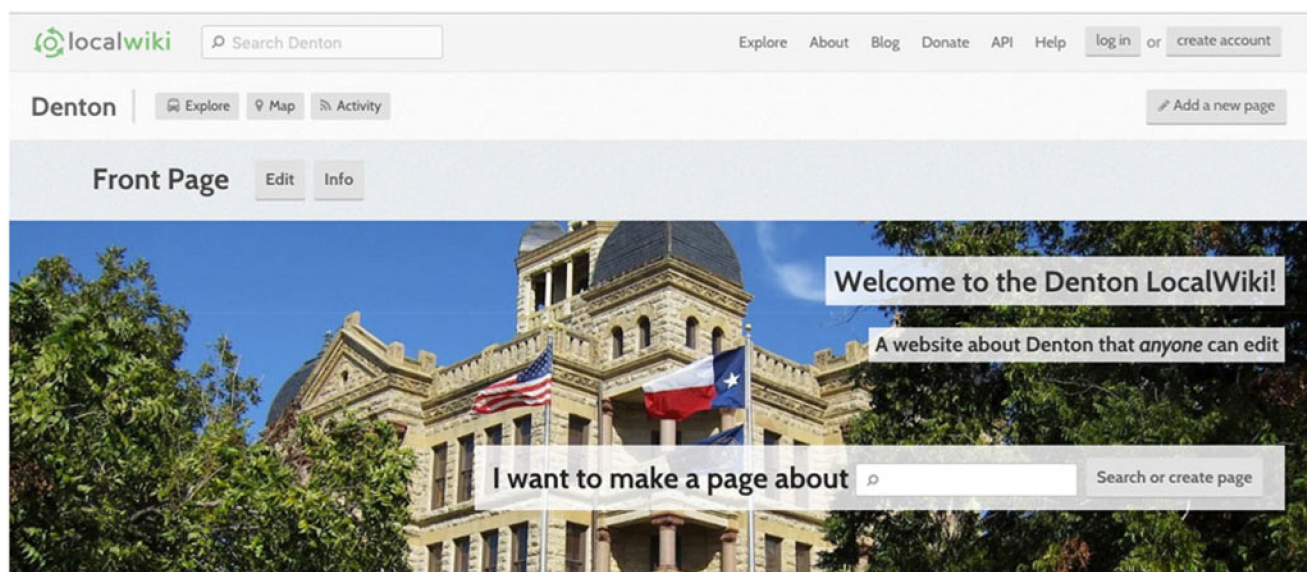 localwiki Search Denton Explore About Blog Donate API Help log in or create account
Denton Explore Map Activity Add a new page
Front Page Edit Info
Welcome to the Denton LocalWiki!
A website about Denton that anyone can edit
I want to make a page about Search or create page